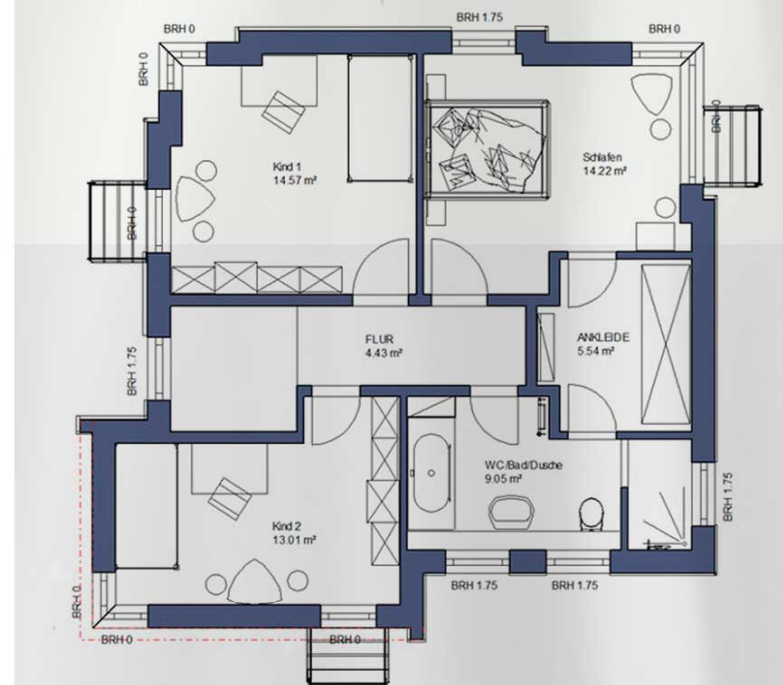 BRH 1.75
BRH 0
BRH 0
BRH 0
BRH 0
Kind 1
14.57 m²
Schlafen
14.22 m²
BRH 0
BRH 1.75
FLUR
4.43 m²
ANKLEIDE
5.54 m²
WC/Bad/Dusche
9.05 m²
BRH 1.75
Kind 2
13.01 m²
BRH 1.75
BRH 1.75
BRH 0
BRH 0
BRH 0